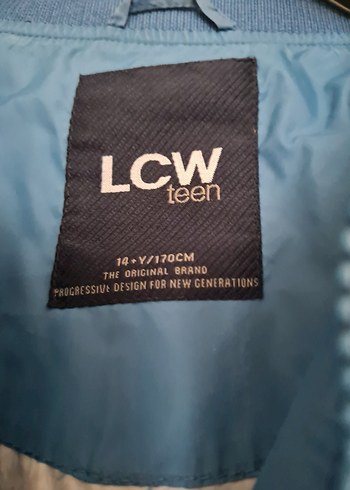 LCW
teen
14+Y/170CM
THE ORIGINAL BRAND
PROGRESSIVE DESIGN FOR NEW GENERATIONS